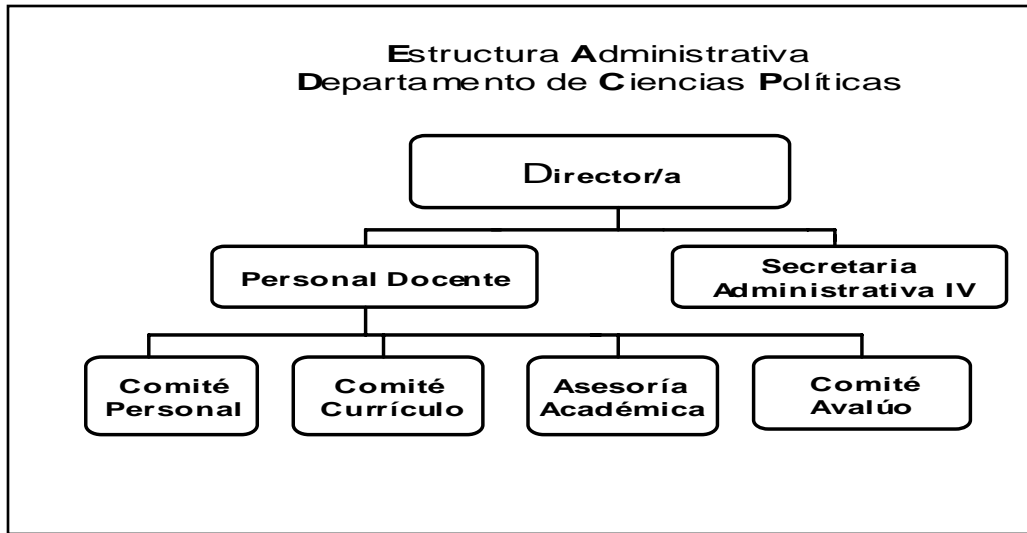 Estructura Administrativa
Departamento de Ciencias Políticas
Director/a
Personal Docente
Secretaria
Administrativa IV
Comité
Personal
Comité
Currículo
Asesoría
Académica
Comité
Avalúo